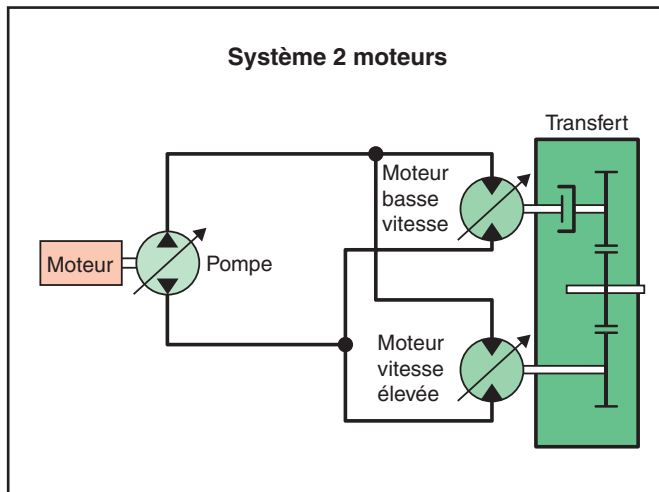 Système 2 moteurs
Transfert
Moteur
basse
vitesse
Moteur
Pompe
Moteur
vitesse
élevée